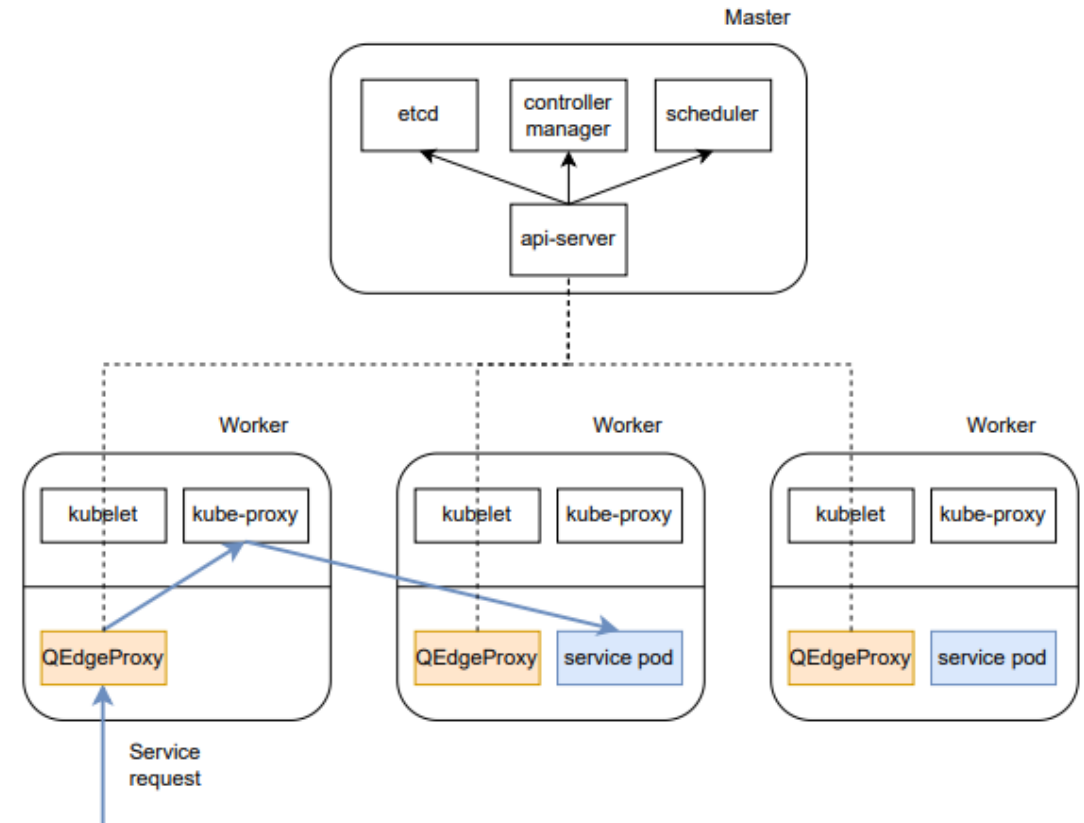 Master
etcd
controller
manager
scheduler
api-server
Worker
Worker
Worker
kubelet
kube-proxy
kubelet
kube-proxy
kubelet
kube-proxy
QEdgeProxy
QEdgeProxy
service pod
QEdgeProxy
service pod
Service
request